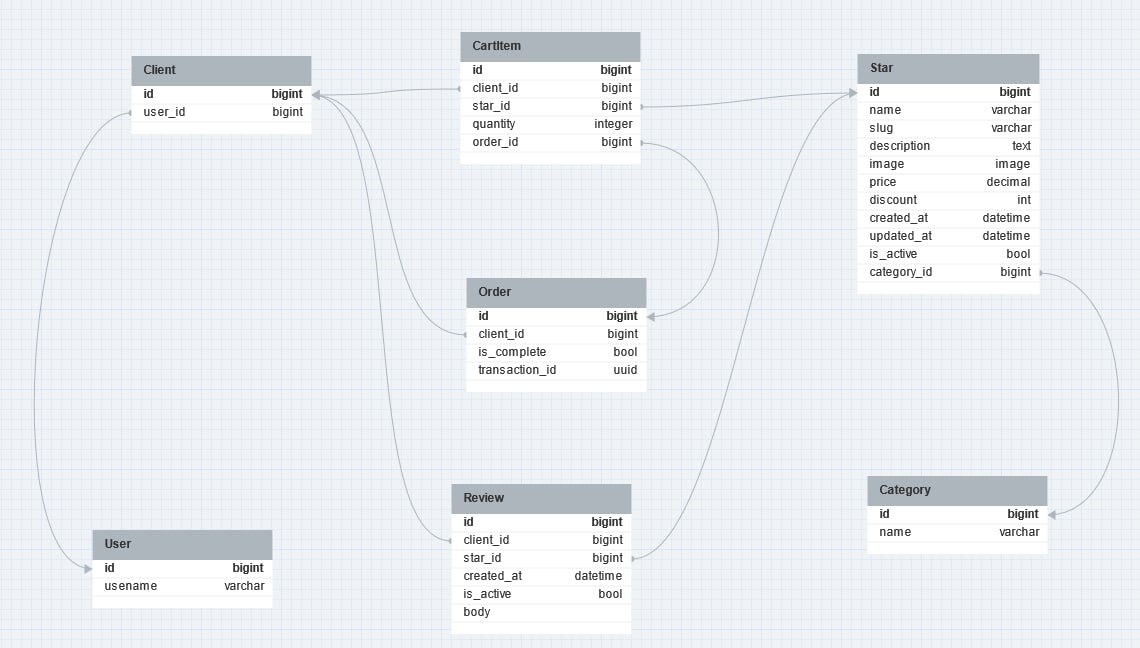 Client
id bigint
user_id bigint
CartItem
id bigint
client_id bigint
star_id bigint
quantity integer
order_id bigint
Star
id bigint
name varchar
slug varchar
description text
image image
price decimal
discount int
created_at datetime
updated_at datetime
is_active bool
category_id bigint
Order
id bigint
client_id bigint
is_complete bool
transaction_id uuid
Review
id bigint
client_id bigint
star_id bigint
created_at datetime
is_active bool
body
Category
id bigint
name varchar
User
id bigint
usename varchar